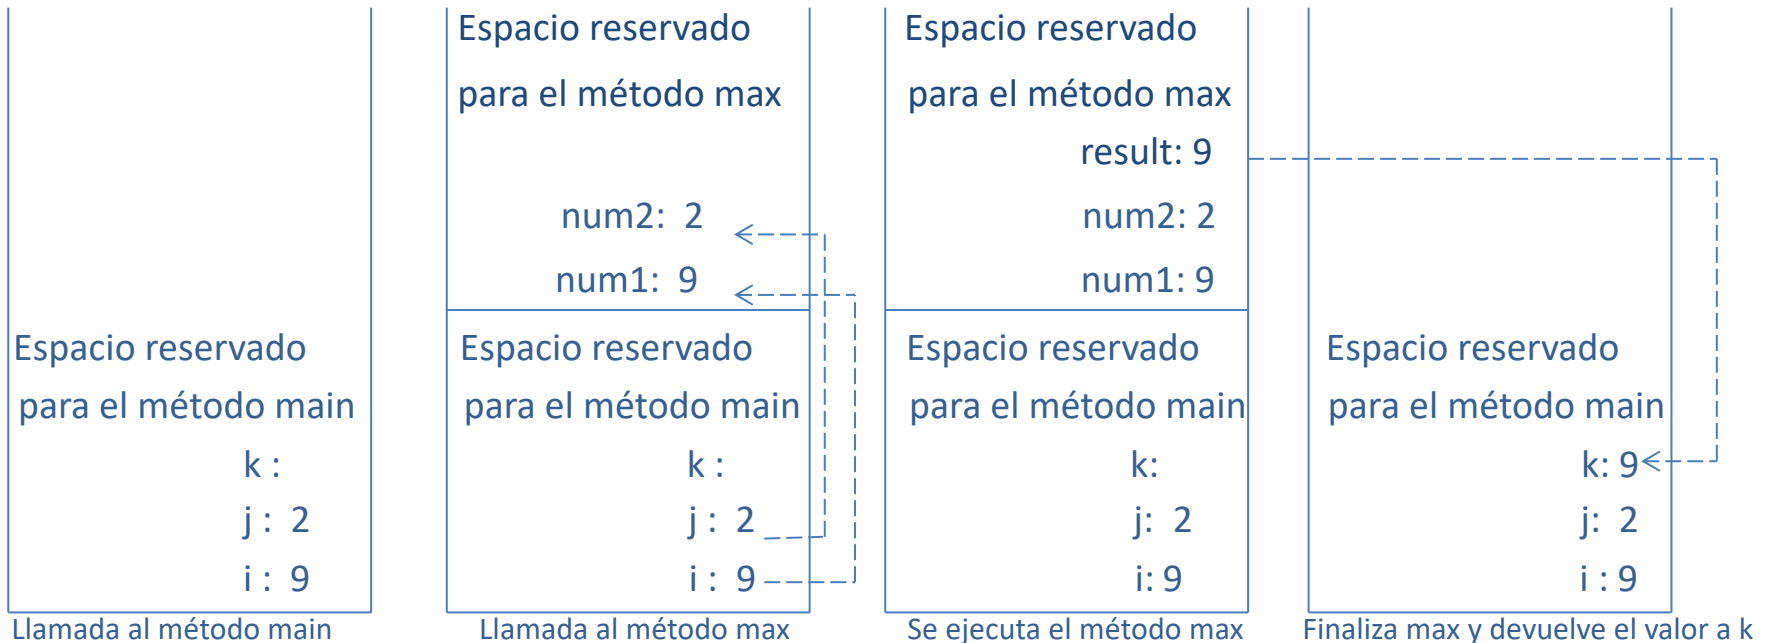 Espacio reservado
para el método main
k :
j : 2
i : 9
Llamada al método main
Espacio reservado
para el método max
num2: 2
num1: 9
Espacio reservado
para el método main
k :
j : 2
i : 9
Llamada al método max
Espacio reservado
para el método max
result: 9
num2: 2
num1: 9
Espacio reservado
para el método main
k:
j: 2
i: 9
Se ejecuta el método max
Espacio reservado
para el método main
k: 9
j: 2
i : 9
Finaliza max y devuelve el valor a k